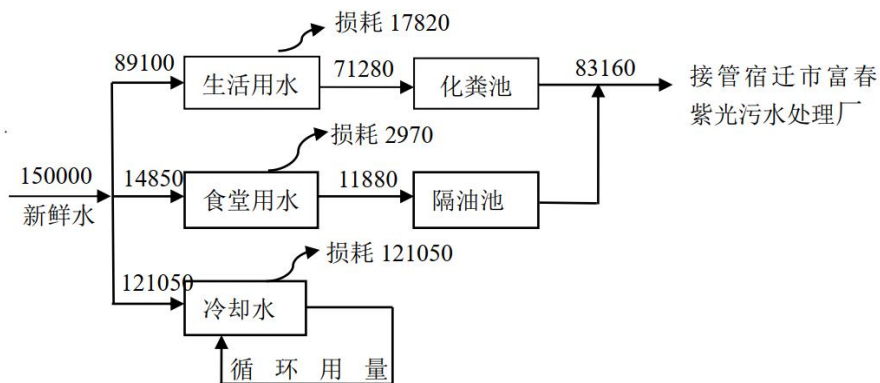 损耗 17820
89100
生活用水
71280
化粪池
83160
接管宿迁市富春
紫光污水处理厂
损耗 2970
150000
新鲜水
14850
食堂用水
11880
隔油池
损耗 121050
121050
冷却水
循环用量